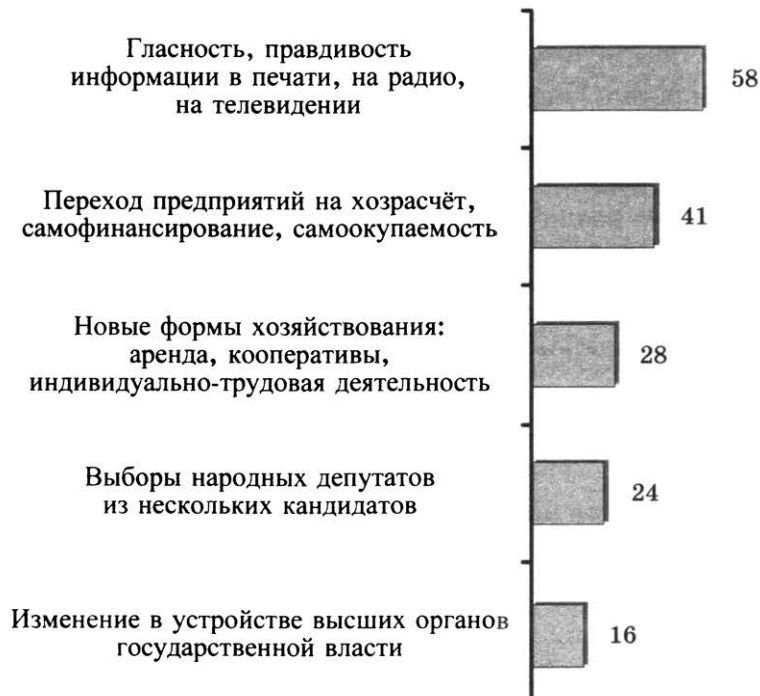 Гласность, правдивость
информации в печати, на радио,
на телевидении
58
Переход предприятий на хозрасчёт,
самофинансирование, самоокупаемость
41
Новые формы хозяйствования:
аренда, кооперативы,
индивидуально-трудовая деятельность
28
Выборы народных депутатов
из нескольких кандидатов
24
Изменение в устройстве высших органов
государственной власти
16